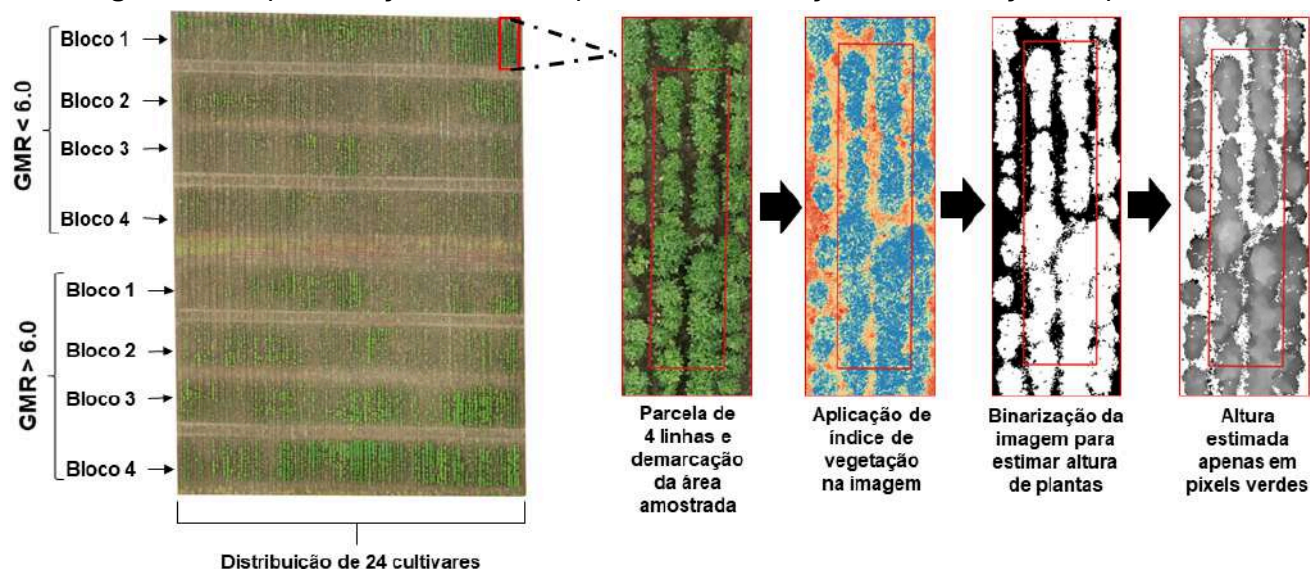 GMR < 6.0
Bloco 1
Bloco 2
Bloco 3
Bloco 4
GMR > 6.0
Bloco 1
Bloco 2
Bloco 3
Bloco 4
Distribuição de 24 cultivares
Parcela de
4 linhas e
demarcação
da área
amostrada
Aplicação de
índice de
vegetação
na imagem
Binarização da
imagem para
estimar altura
de plantas
Altura
estimada
apenas em
pixels verdes